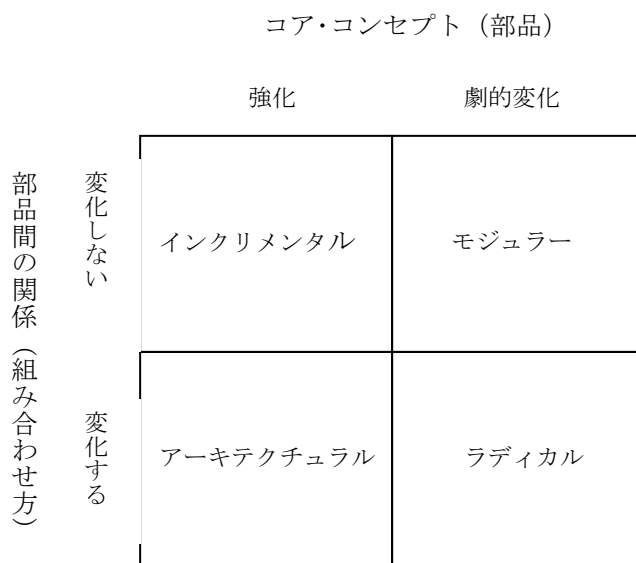 コア・コンセプト（部品）
強化
劇的変化
部品間の関係（組み合わせ方）
変化しない
インクリメンタル
モジュラー
変化する
アーキテクチュラル
ラディカル